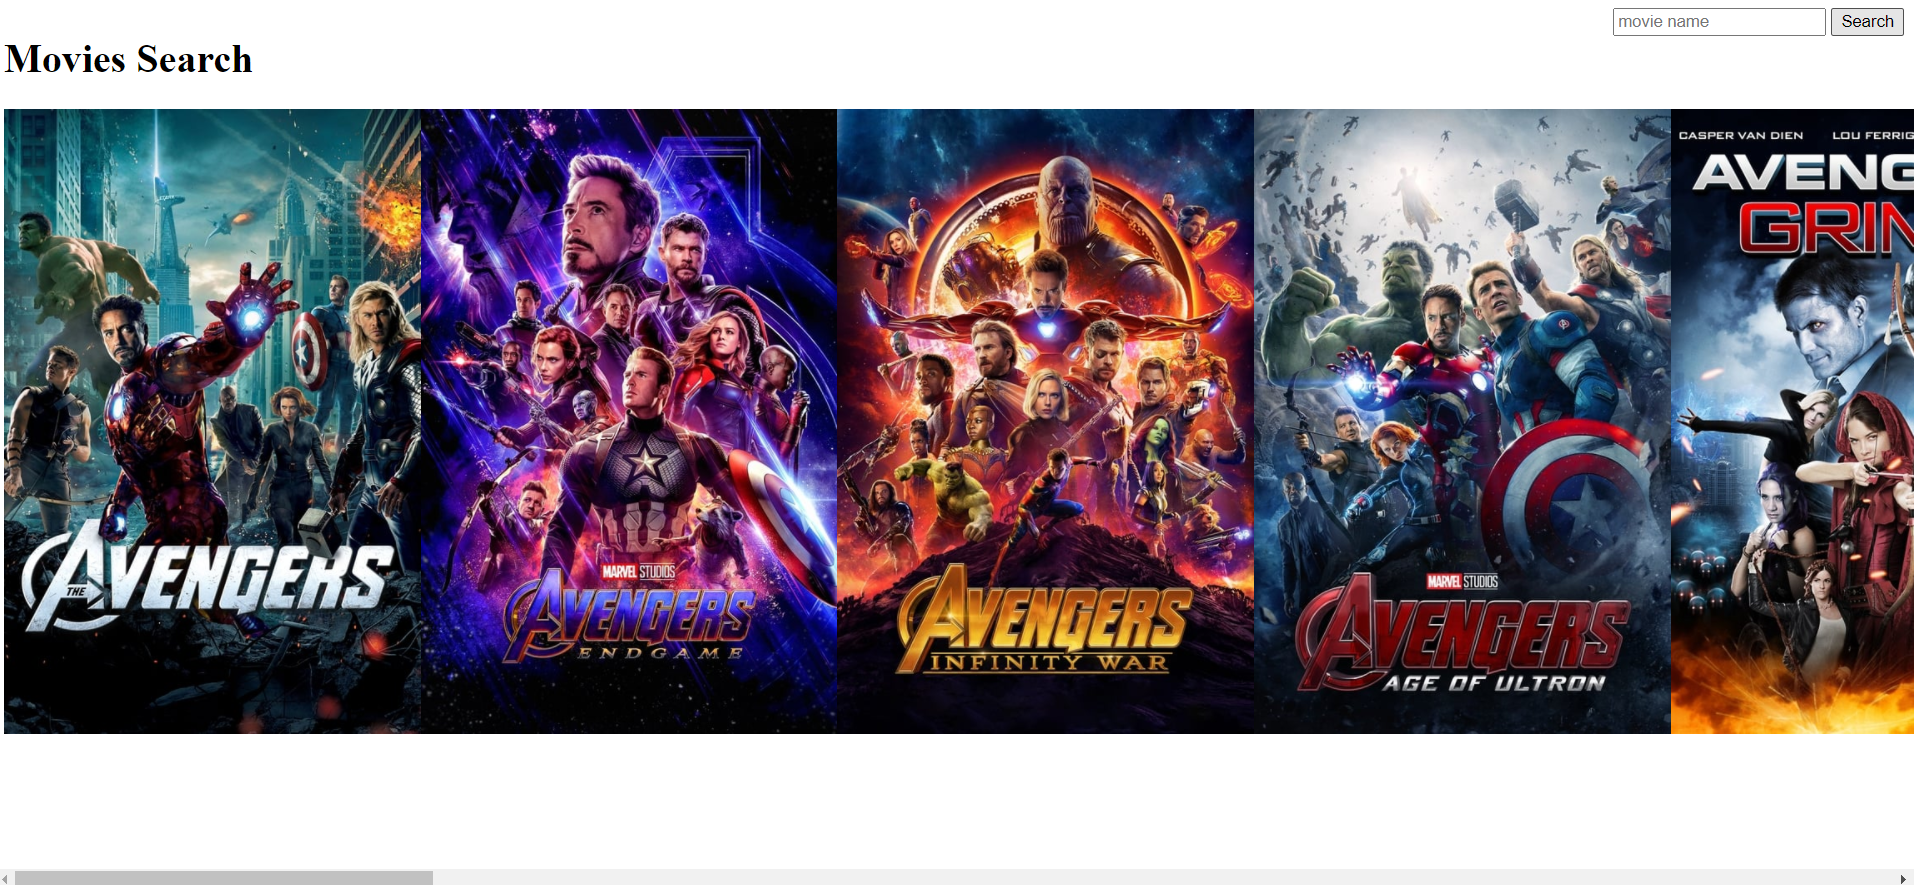 movie name
Search
Movies Search
THE AVENGERS
MARVEL STUDIOS
AVENGERS
ENDGAME
AVENGERS
INFINITY WAR
MARVEL STUDIOS
AVENGERS
AGE OF ULTRON
CASPER VAN DIEN LOU FERRIG
AVENG
GRIM